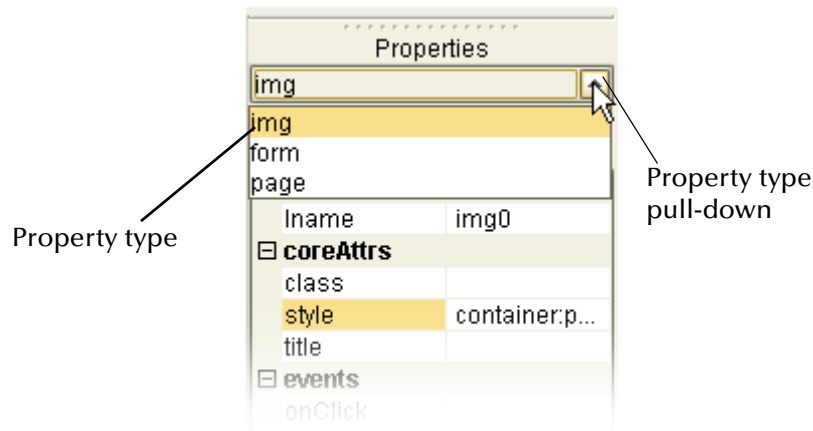 Properties
img
img
form
page
lname img0
coreAttrs
class
style container:p...
title
events
onClick
Property type
Property type
pull-down